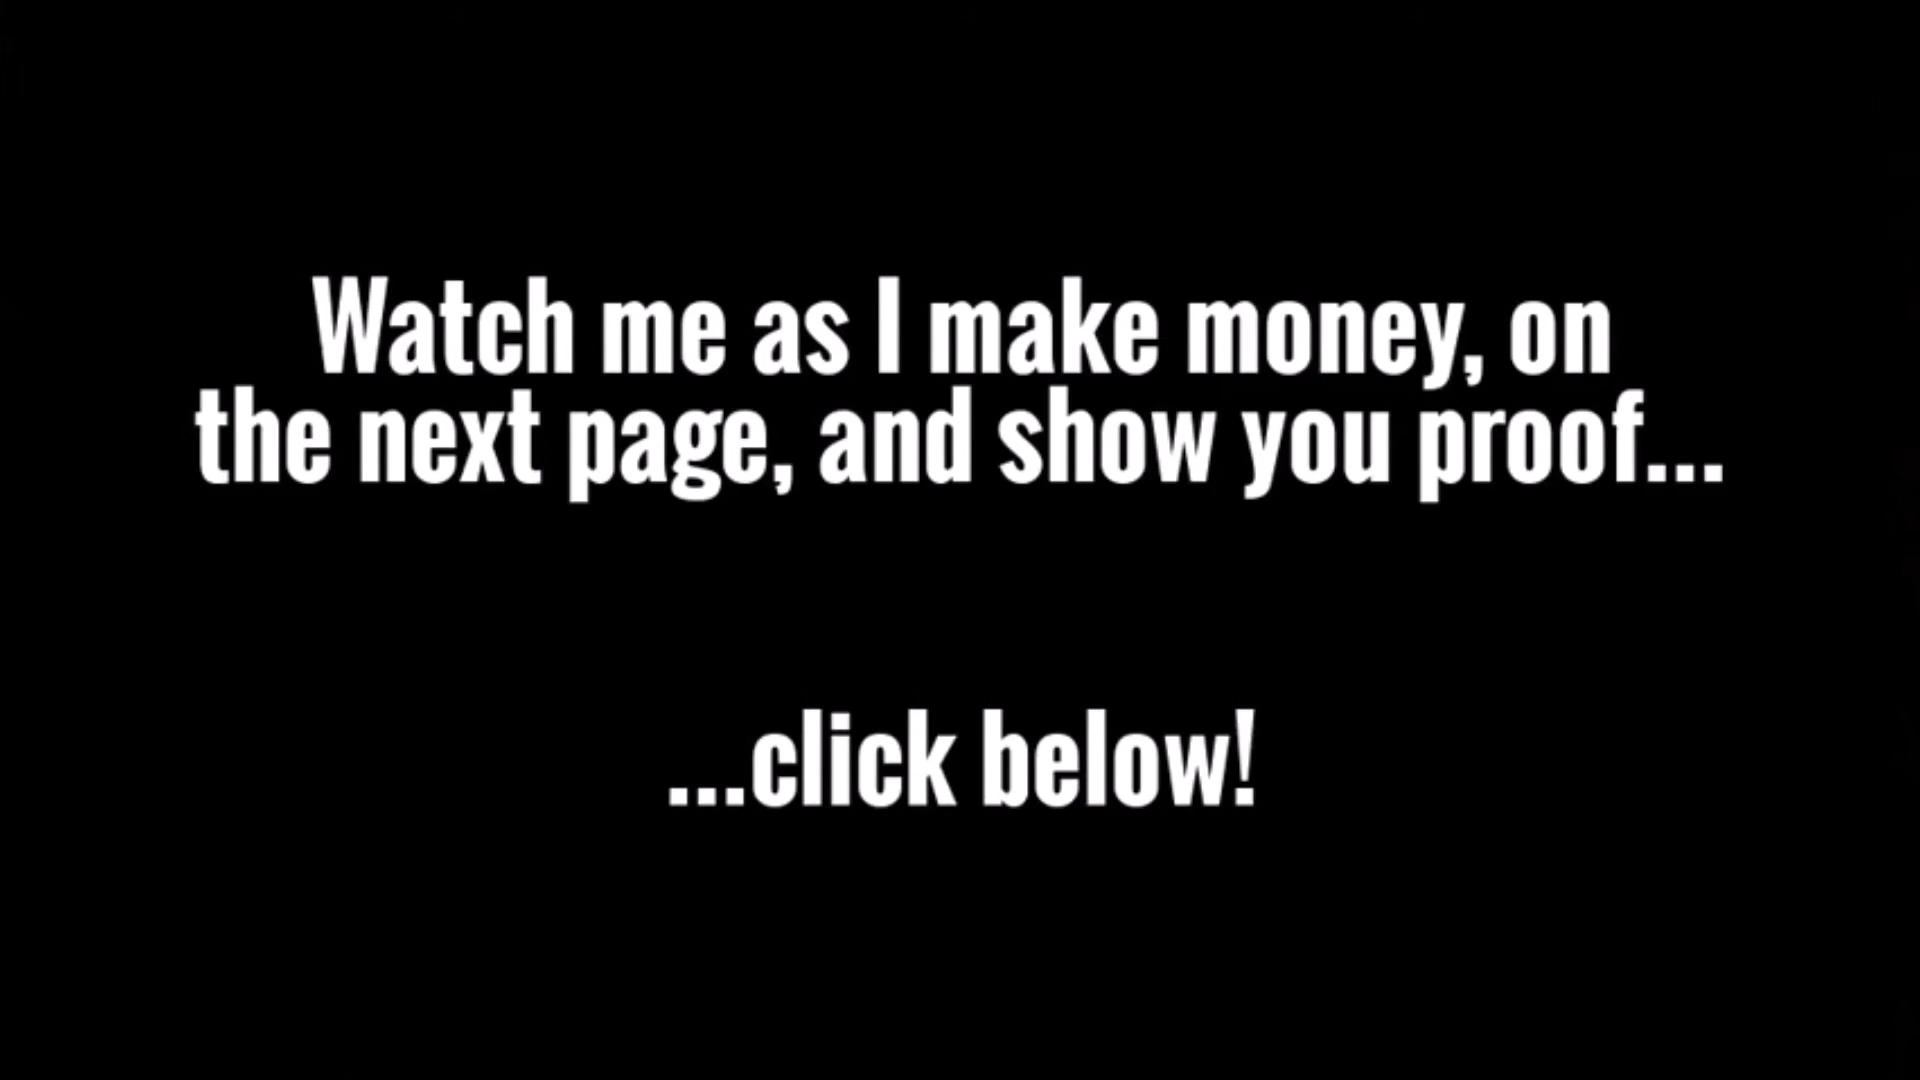 Watch me as I make money, on
the next page, and show you proof...
...click below!